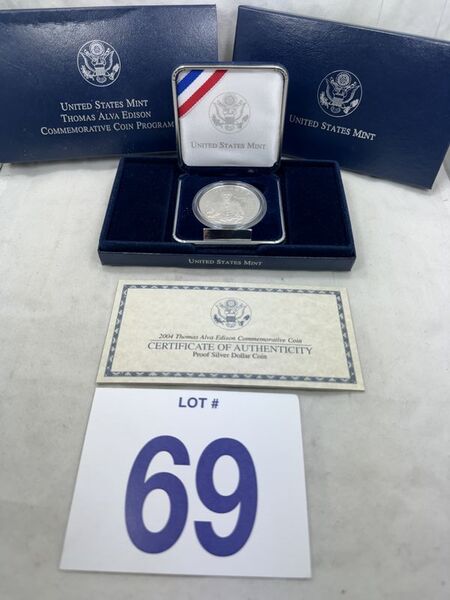 UNITED STATES MINT
THOMAS ALVA EDISON
COMMEMORATIVE COIN PROGRAM
UNITED STATES MINT
UNITED STATES MINT
UNITED STATES MINT
2004 Thomas Alva Edison Commemorative Coin
CERTIFICATE OF AUTHENTICITY
Proof Silver Dollar Coin
LOT #
69